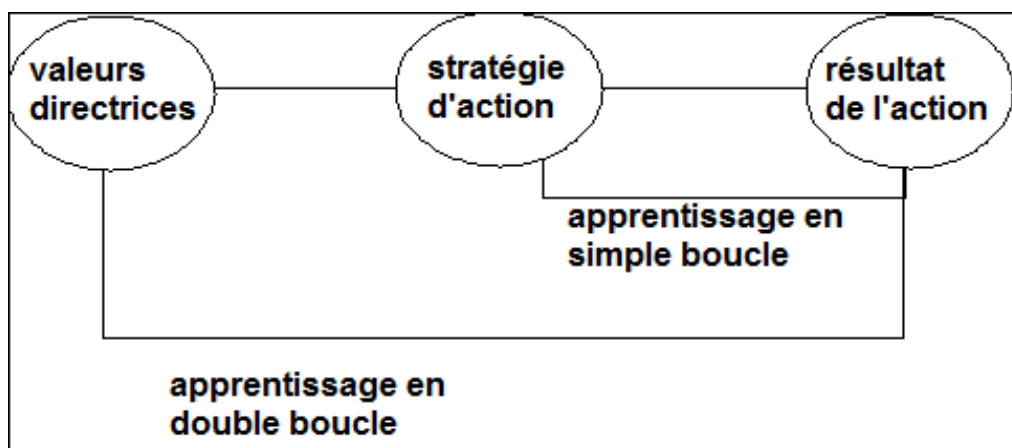 valeurs
directrices
stratégie
d'action
résultat
de l'action
apprentissage en
simple boucle
apprentissage en
double boucle